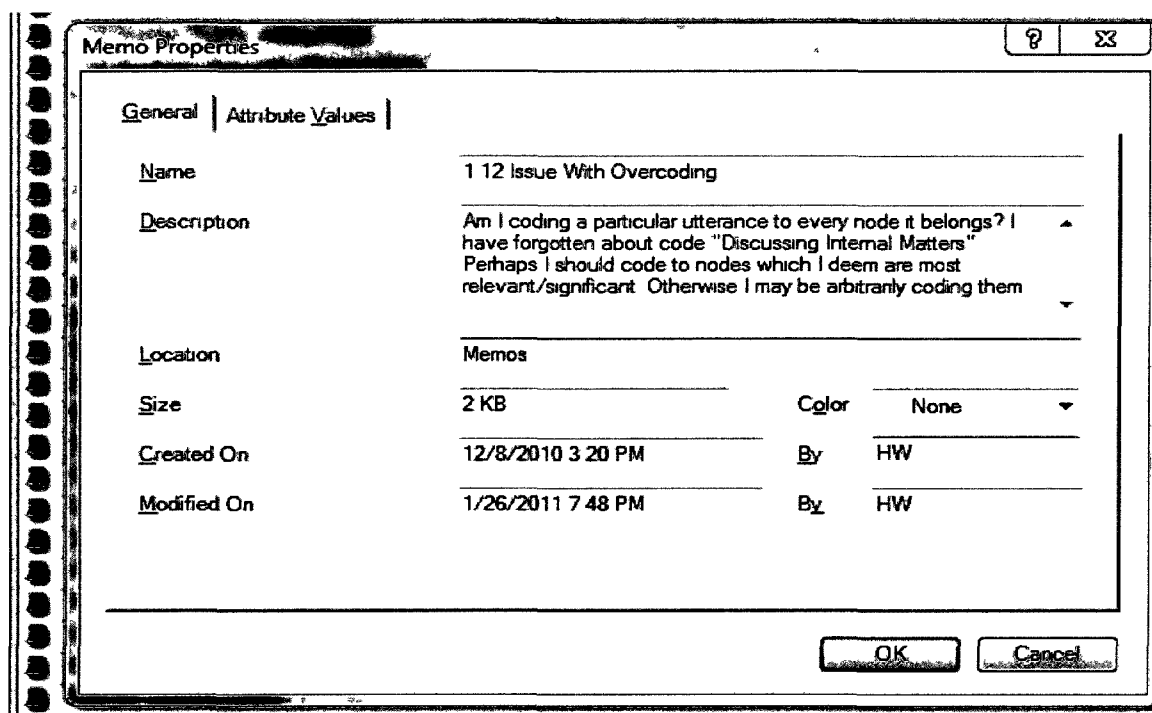 Memo Properties
General Attribute Values
Name 1 12 Issue With Overcoding
Description Am I coding a particular utterance to every node it belongs? I
have forgotten about code "Discussing Internal Matters"
Perhaps I should code to nodes which I deem are most
relevant/significant Otherwise I may be arbitrarily coding them
Location Memos
Size 2 KB Color None
Created On 12/8/2010 3 20 PM By HW
Modified On 1/26/2011 7 48 PM By HW
OK Cancel